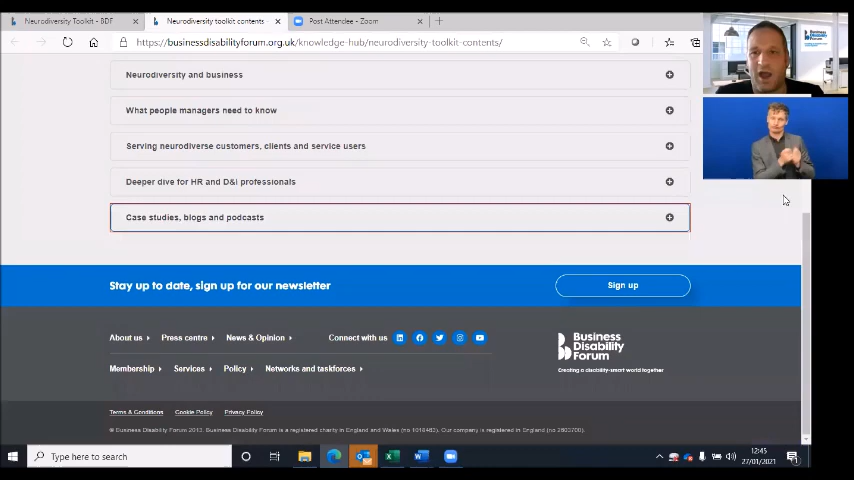 Neurodiversity Toolkit - BDF
Neurodiversity toolkit contents -
Post Attendee - Zoom
https://businessdisabilityforum.org.uk/knowledge-hub/neurodiversity-toolkit-contents/
Neurodiversity and business
What people managers need to know
Serving neurodiverse customers, clients and service users
Deeper dive for HR and D&I professionals
Case studies, blogs and podcasts
Stay up to date, sign up for our newsletter
Sign up
About us
Press centre
News & Opinion
Connect with us
Business
Disability
Forum
Creating a disability-smart world together
Membership
Services
Policy
Networks and taskforces
Terms & Conditions
Cookie Policy
Privacy Policy
Type here to search
12:45
27/01/2021